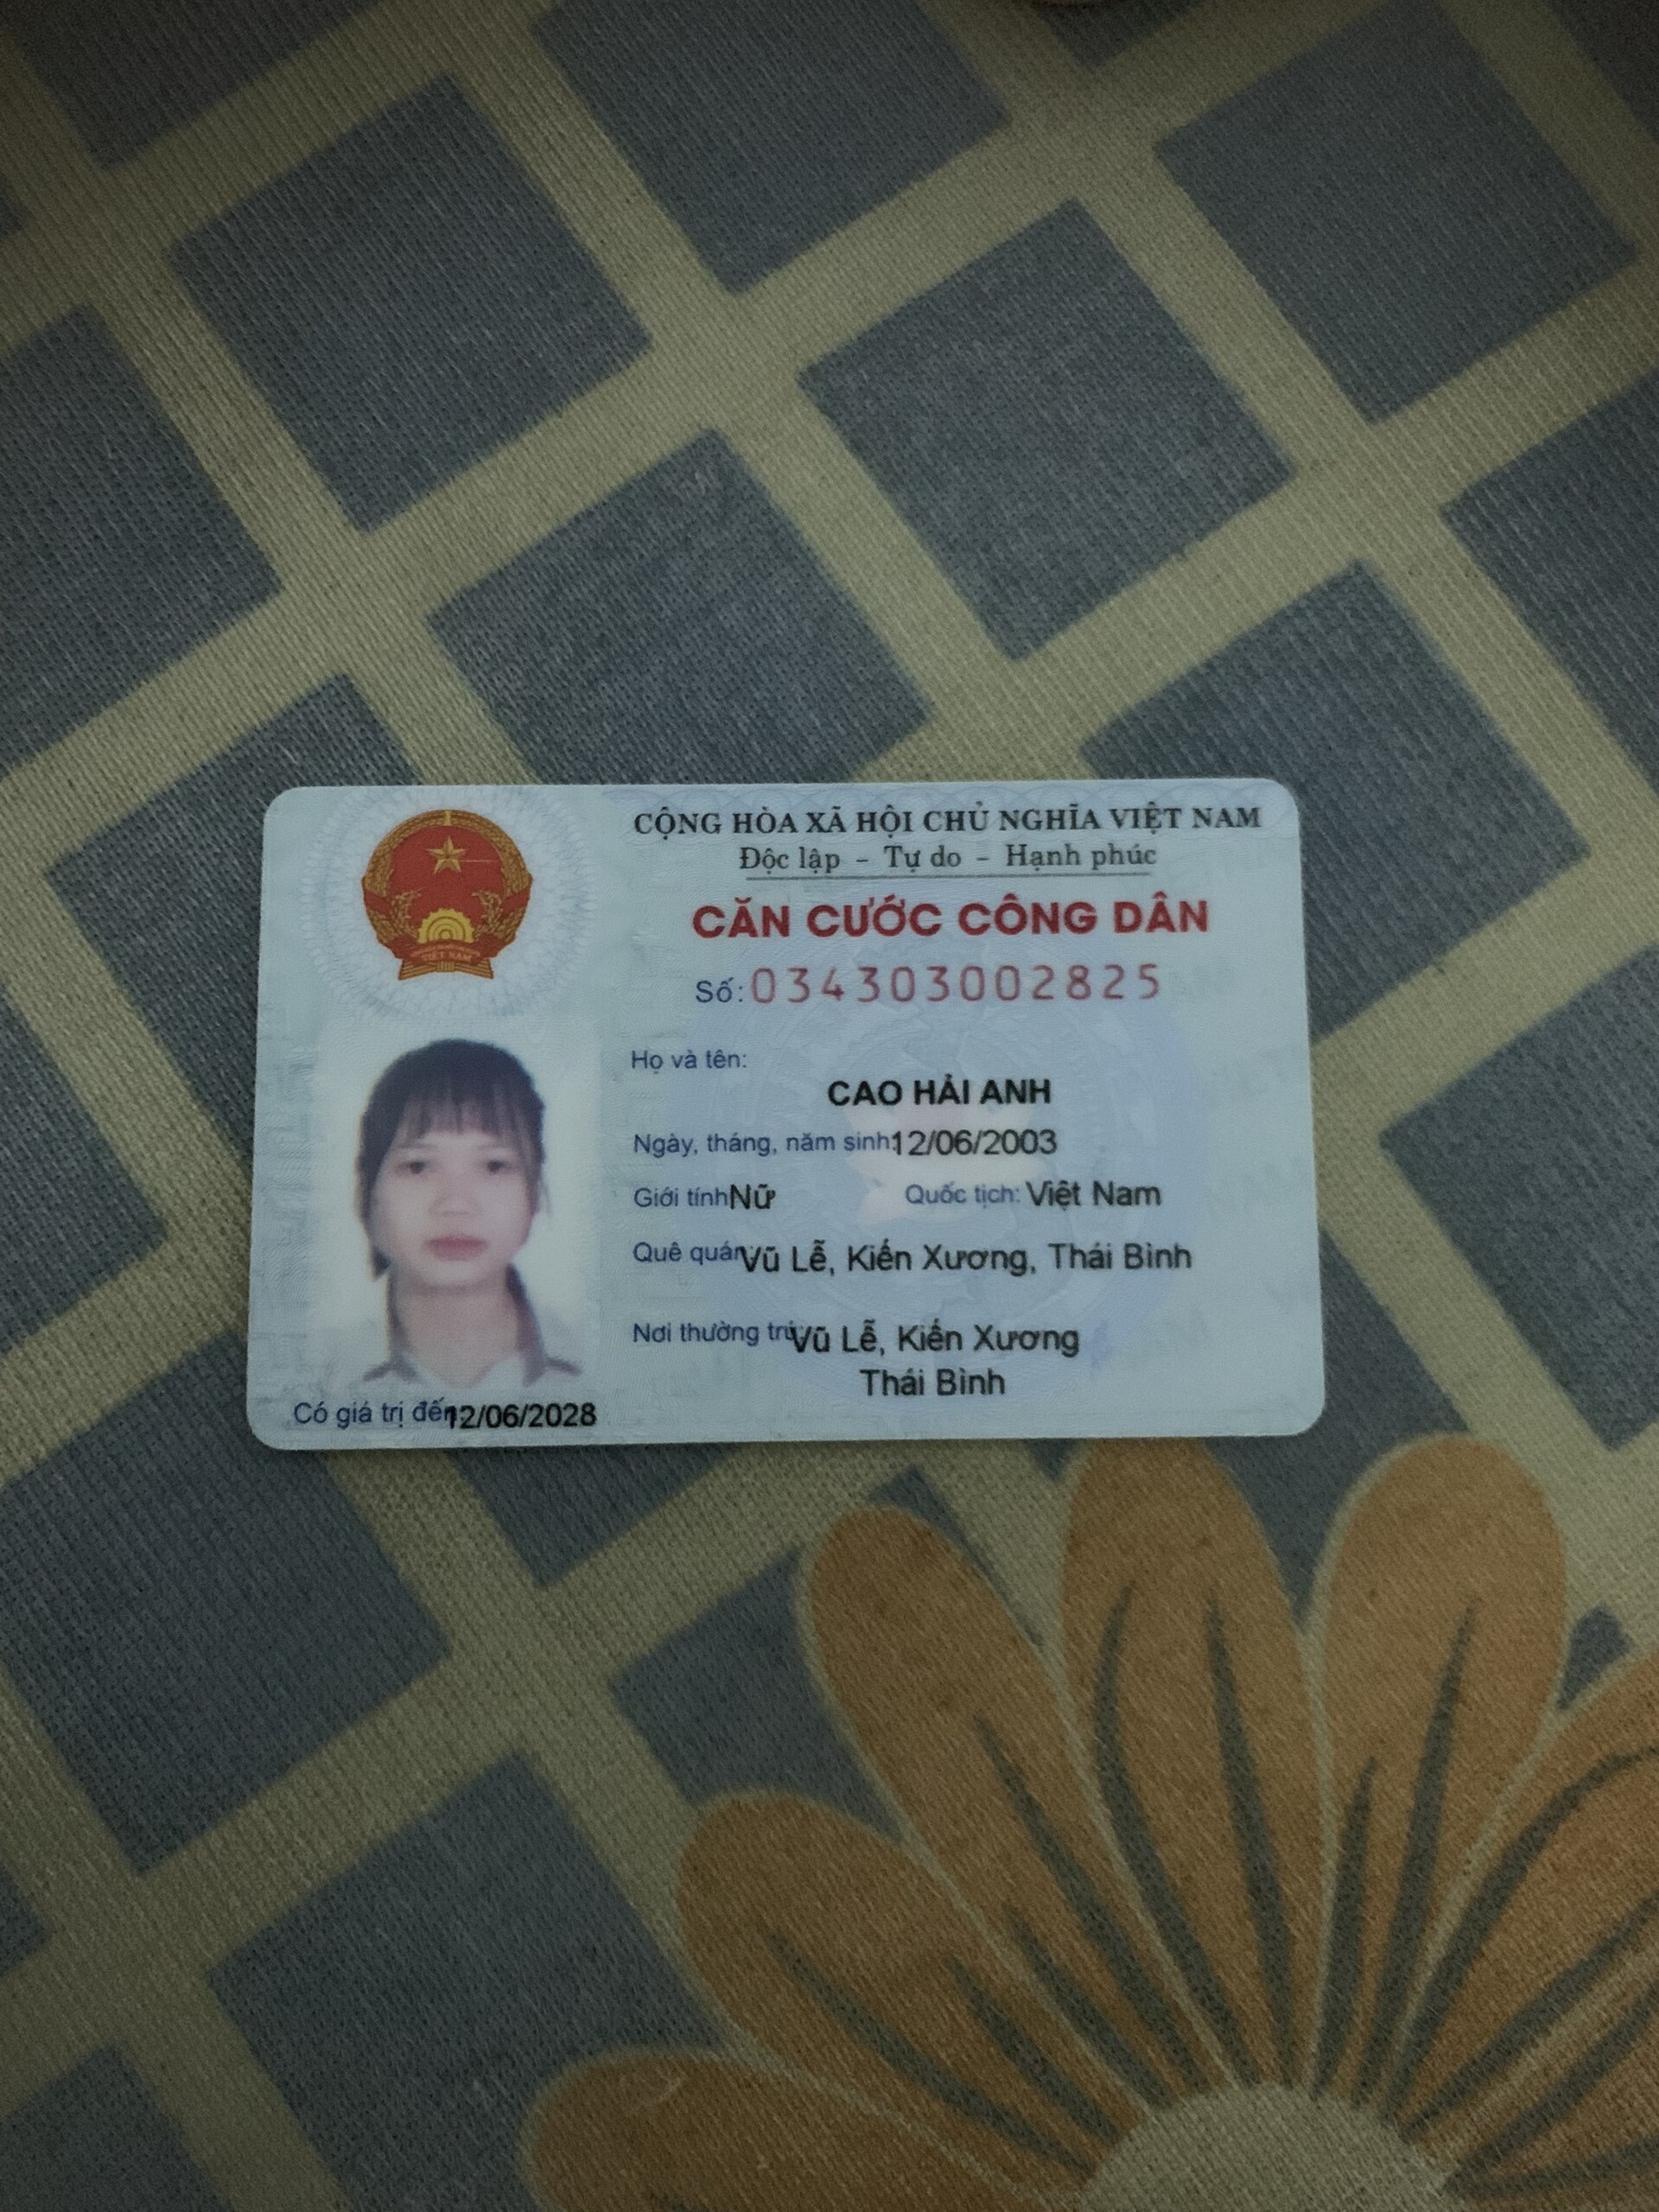 CỘNG HÒA XÃ HỘI CHỦ NGHĨA VIỆT NAM
Độc lập - Tự do - Hạnh phúc
CĂN CƯỚC CÔNG DÂN
Số: 034303002825
VIỆT NAM
Họ và tên:
CAO HẢI ANH
Ngày, tháng, năm sinh: 12/06/2003
Giới tính: Nữ Quốc tịch: Việt Nam
Quê quán: Vũ Lễ, Kiến Xương, Thái Bình
Nơi thường trú: Vũ Lễ, Kiến Xương
Thái Bình
Có giá trị đến: 12/06/2028